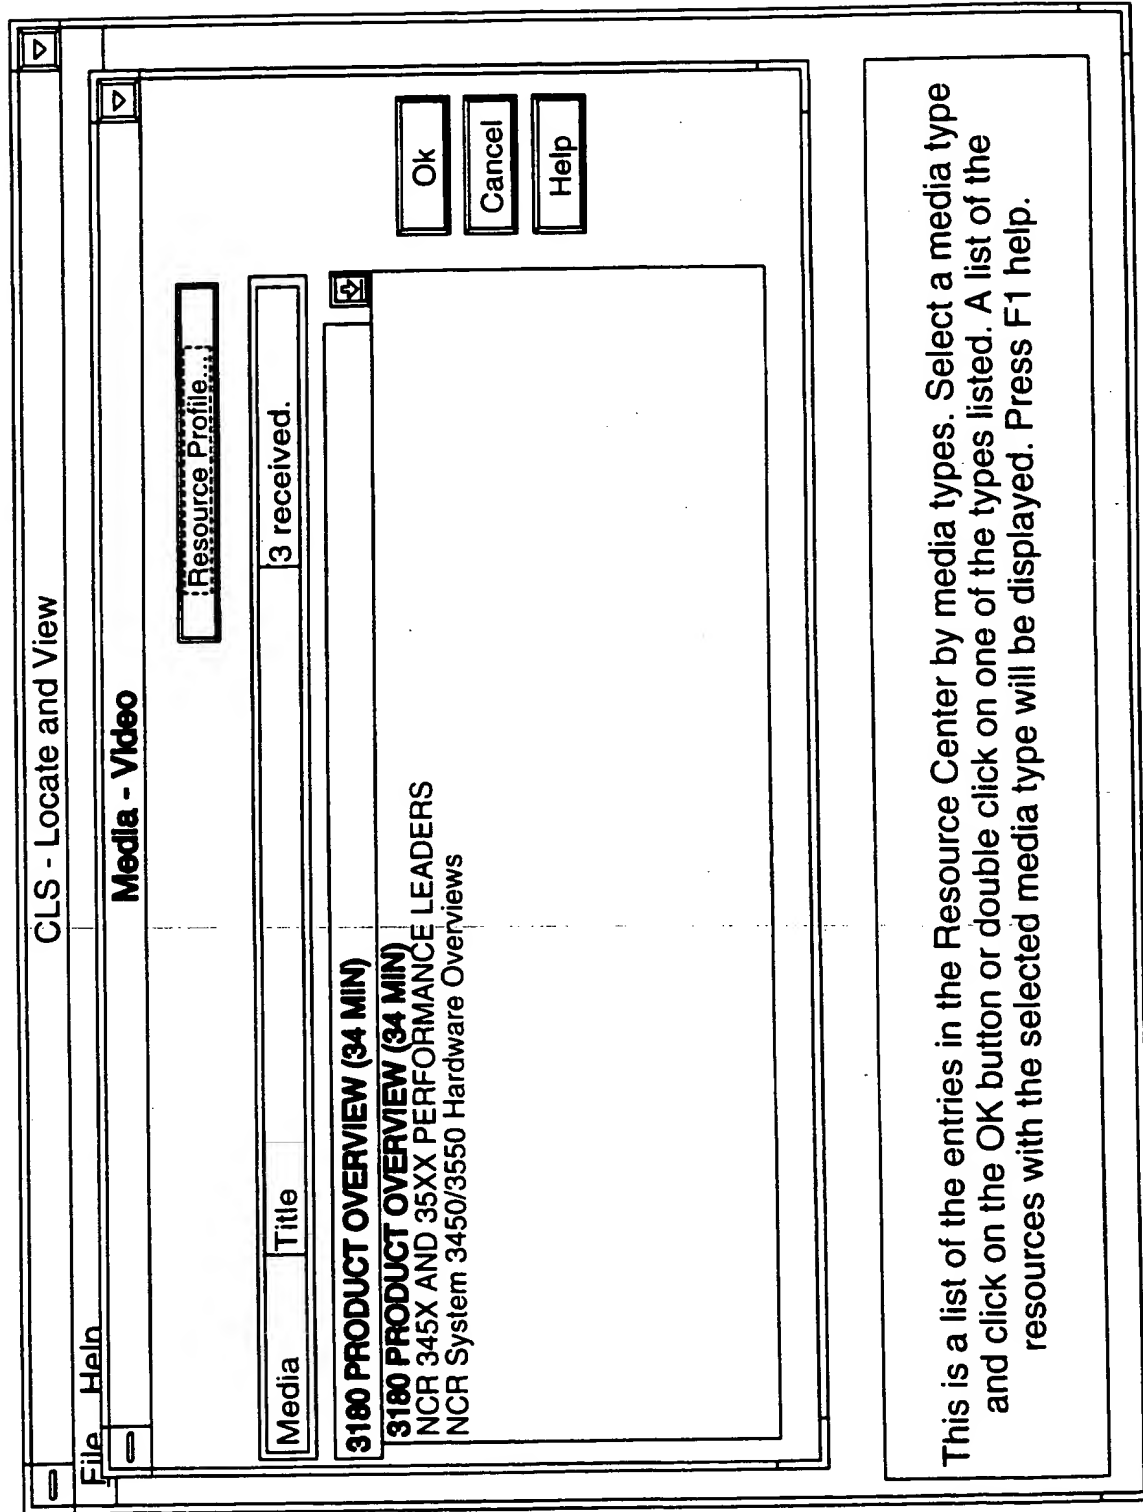 CLS - Locate and View
File Help
Media - Video
Resource Profile...
Media Title 3 received.
3180 PRODUCT OVERVIEW (34 MIN)
3180 PRODUCT OVERVIEW (34 MIN)
NCR 345X AND 35XX PERFORMANCE LEADERS
NCR System 3450/3550 Hardware Overviews
Ok
Cancel
Help
This is a list of the entries in the Resource Center by media types. Select a media type
and click on the OK button or double click on one of the types listed. A list of the
resources with the selected media type will be displayed. Press F1 help.